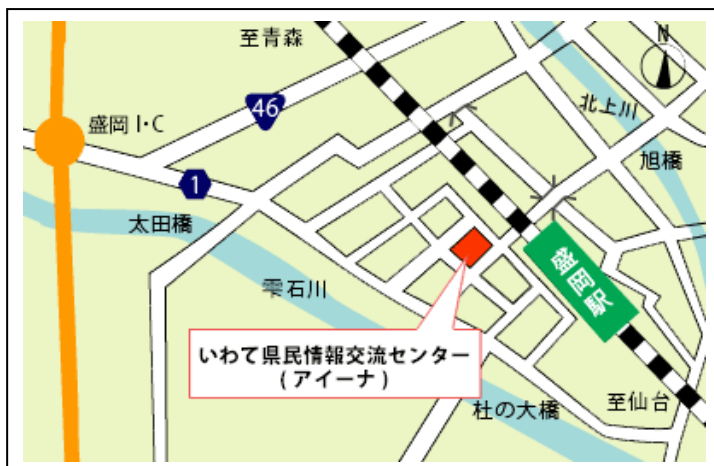 至青森
N
46
盛岡 I・C
北上川
旭橋
1
太田橋
雫石川
盛岡駅
いわて県民情報交流センター
(アイーナ)
杜の大橋
至仙台